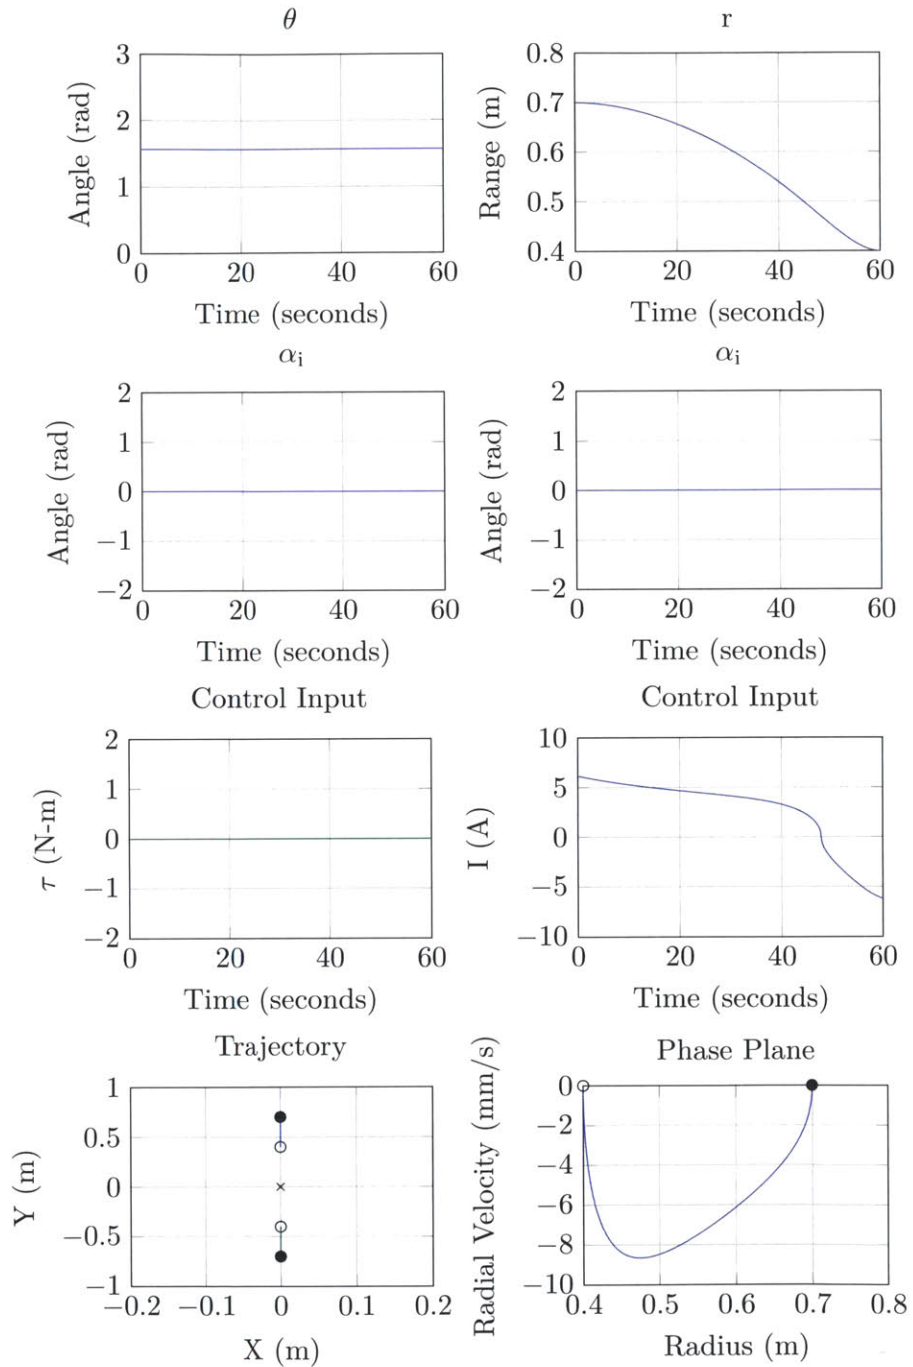 θ
3
2
1
0
Angle (rad)
0 20 40 60
Time (seconds)
r
0.8
0.7
0.6
0.5
0.4
Range (m)
0 20 40 60
Time (seconds)
αi
2
1
0
−1
−2
Angle (rad)
0 20 40 60
Time (seconds)
αi
2
1
0
−1
−2
Angle (rad)
0 20 40 60
Time (seconds)
Control Input
2
1
0
−1
−2
τ (N-m)
0 20 40 60
Time (seconds)
Control Input
10
5
0
−5
−10
I (A)
0 20 40 60
Time (seconds)
Trajectory
1
0.5
0
−0.5
−1
Y (m)
−0.2 −0.1 0 0.1 0.2
X (m)
Phase Plane
0
−2
−4
−6
−8
−10
Radial Velocity (mm/s)
0.4 0.5 0.6 0.7 0.8
Radius (m)